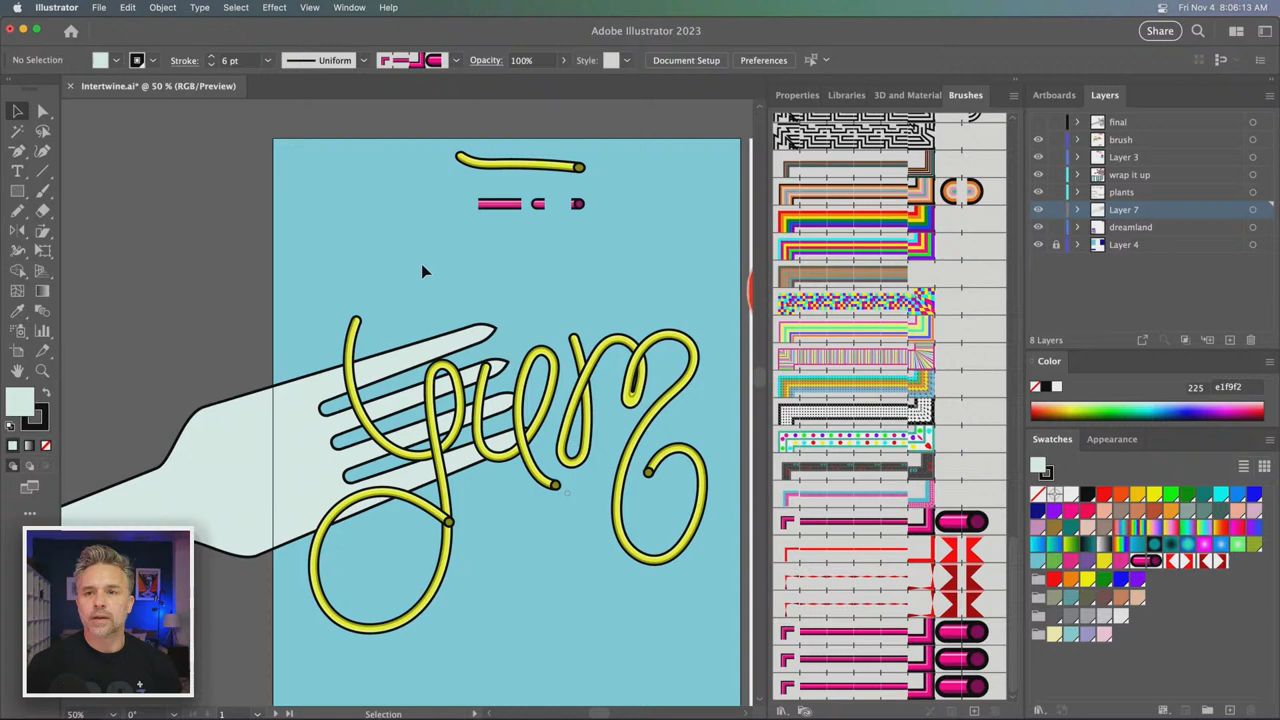 Illustrator File Edit Object Type Select Effect View Window Help Fri Nov 4 8:06:13 AM
Adobe Illustrator 2023 Share
No Selection Stroke: 6 pt Uniform Opacity: 100% Style: Document Setup Preferences
× Intertwine.ai* @ 50 % (RGB/Preview)
Properties Libraries 3D and Material Brushes
Artboards Layers
final
brush
Layer 3
wrap it up
plants
Layer 7
dreamland
Layer 4
8 Layers
Color
225 e1f9f2
Swatches Appearance
yum
50% 0° 1 Selection